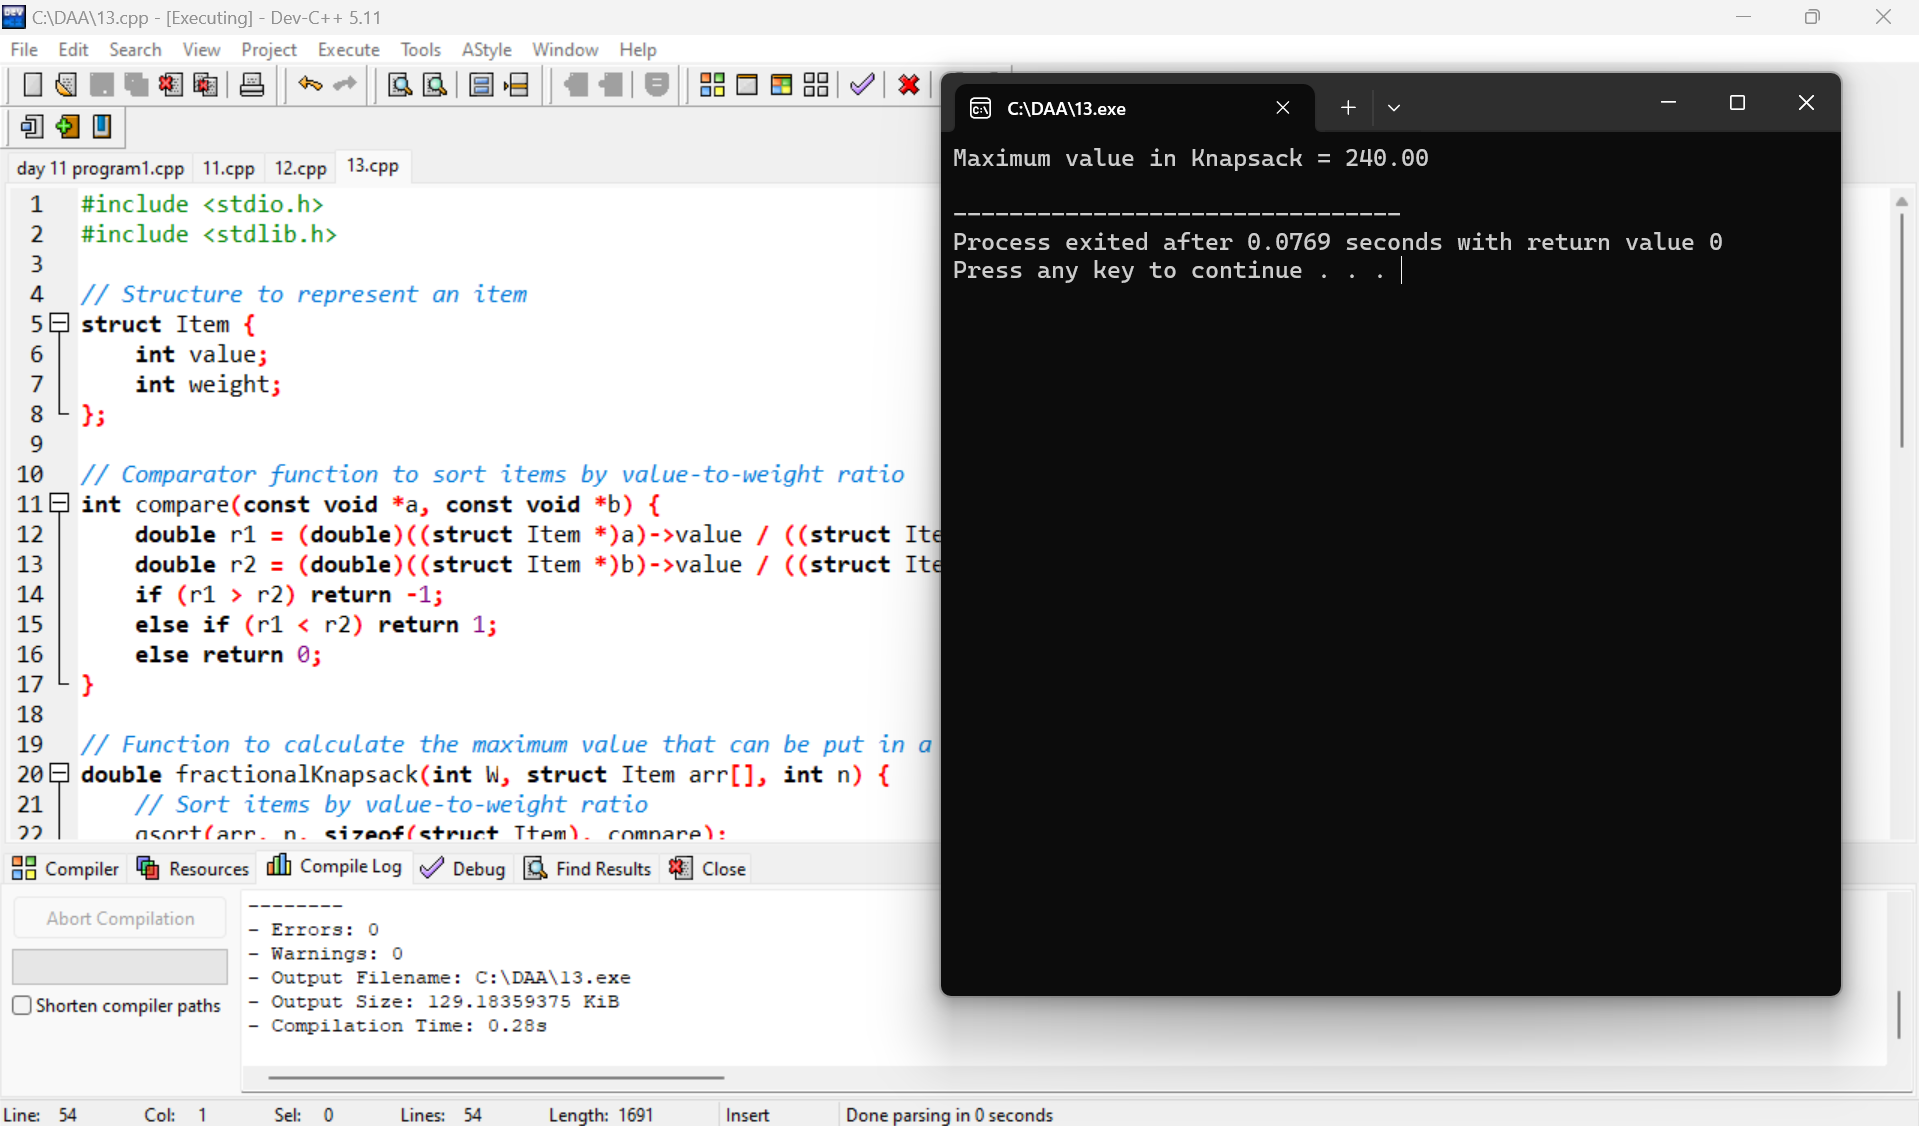 C:\DAA\13.cpp - [Executing] - Dev-C++ 5.11
File Edit Search View Project Execute Tools AStyle Window Help
day 11 program1.cpp 11.cpp 12.cpp 13.cpp
1 #include <stdio.h>
2 #include <stdlib.h>
3
4 // Structure to represent an item
5 struct Item {
6 int value;
7 int weight;
8 };
9
10 // Comparator function to sort items by value-to-weight ratio
11 int compare(const void *a, const void *b) {
12 double r1 = (double)((struct Item *)a)->value / ((struct Ite
13 double r2 = (double)((struct Item *)b)->value / ((struct Ite
14 if (r1 > r2) return -1;
15 else if (r1 < r2) return 1;
16 else return 0;
17 }
18
19 // Function to calculate the maximum value that can be put in a
20 double fractionalKnapsack(int W, struct Item arr[], int n) {
21 // Sort items by value-to-weight ratio
22 qsort(arr, n, sizeof(struct Item), compare);
C:\DAA\13.exe
Maximum value in Knapsack = 240.00
--------------------------------
Process exited after 0.0769 seconds with return value 0
Press any key to continue . . .
Compiler Resources Compile Log Debug Find Results Close
Abort Compilation
Shorten compiler paths
--------
- Errors: 0
- Warnings: 0
- Output Filename: C:\DAA\13.exe
- Output Size: 129.18359375 KiB
- Compilation Time: 0.28s
Line: 54 Col: 1 Sel: 0 Lines: 54 Length: 1691 Insert Done parsing in 0 seconds